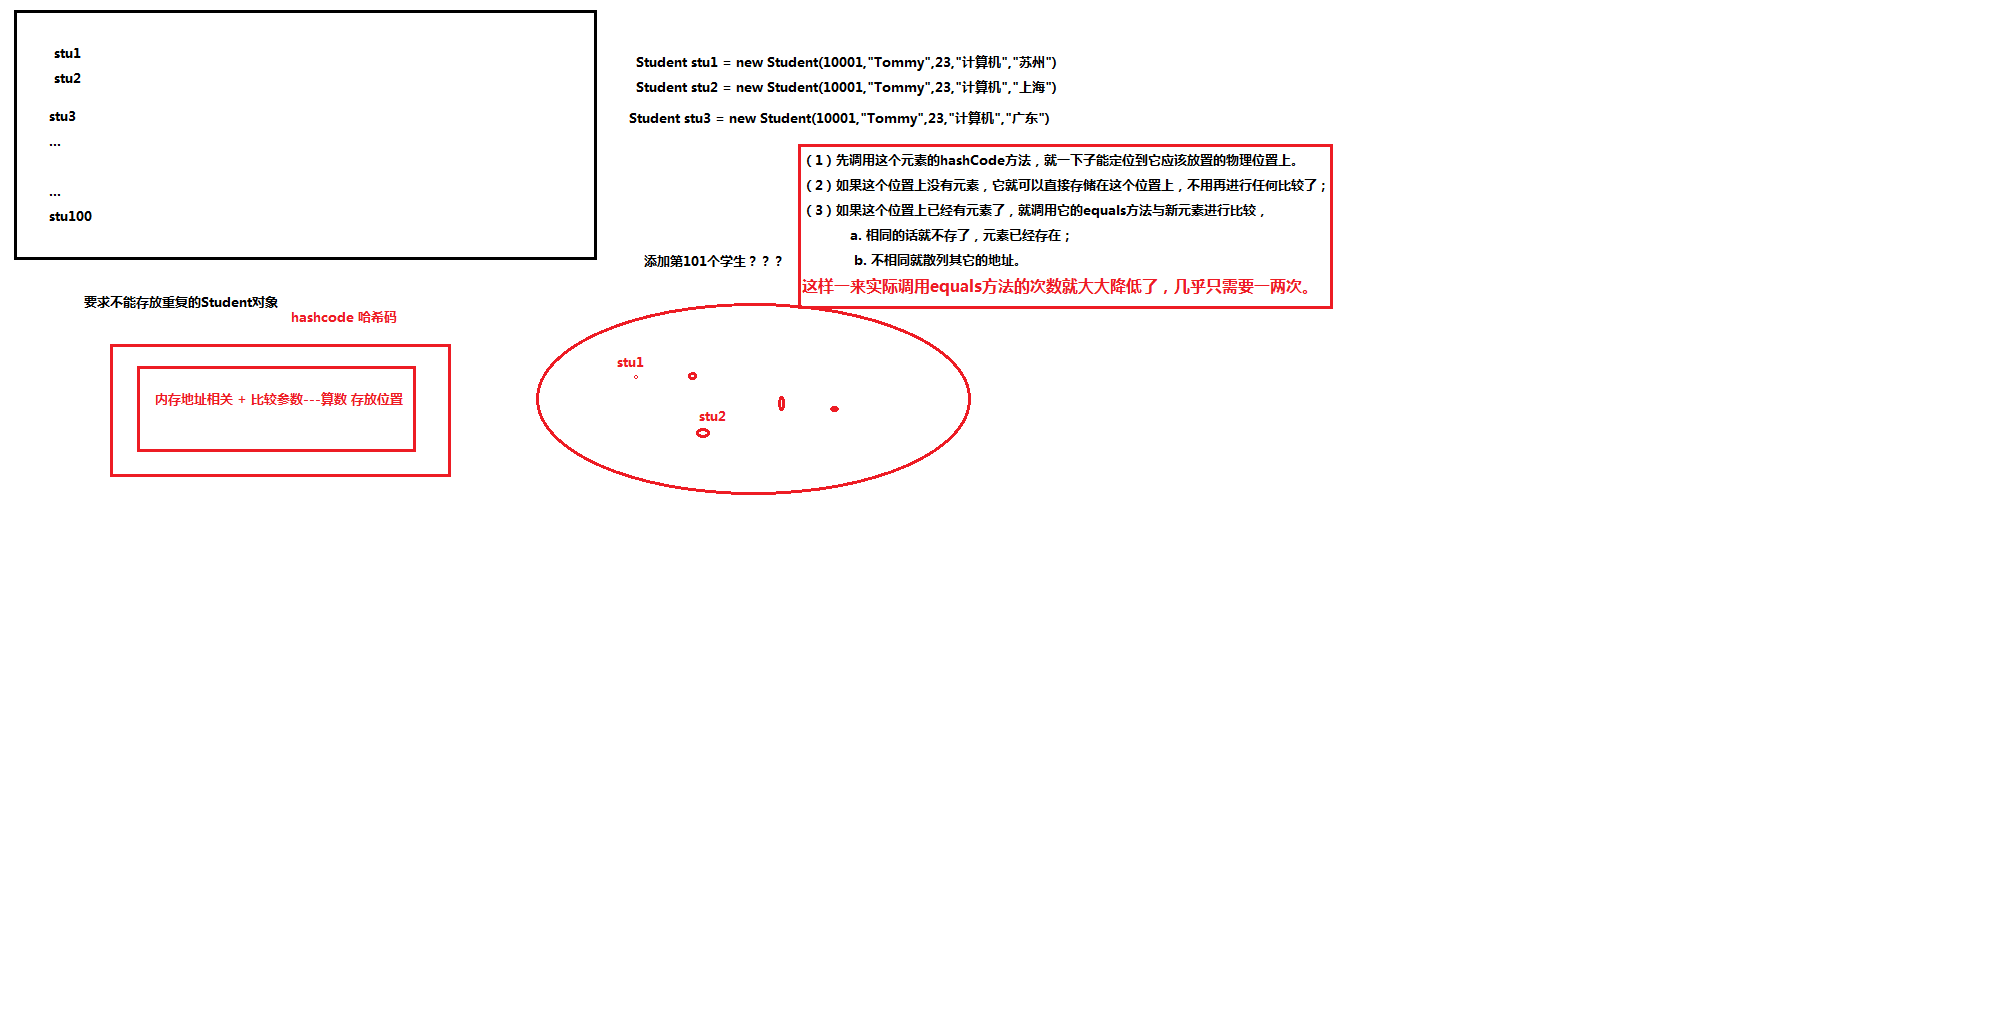 stu1
stu2
stu3
...
...
stu100
Student stu1 = new Student(10001,"Tommy",23,"计算机","苏州")
Student stu2 = new Student(10001,"Tommy",23,"计算机","上海")
Student stu3 = new Student(10001,"Tommy",23,"计算机","广东")
（1）先调用这个元素的hashCode方法，就一下子能定位到它应该放置的物理位置上。
（2）如果这个位置上没有元素，它就可以直接存储在这个位置上，不用再进行任何比较了；
（3）如果这个位置上已经有元素了，就调用它的equals方法与新元素进行比较，
a. 相同的话就不存了，元素已经存在；
b. 不相同就散列其它的地址。
这样一来实际调用equals方法的次数就大大降低了，几乎只需要一两次。
添加第101个学生？？？
要求不能存放重复的Student对象
hashcode 哈希码
内存地址相关 + 比较参数---算数 存放位置
stu1
stu2